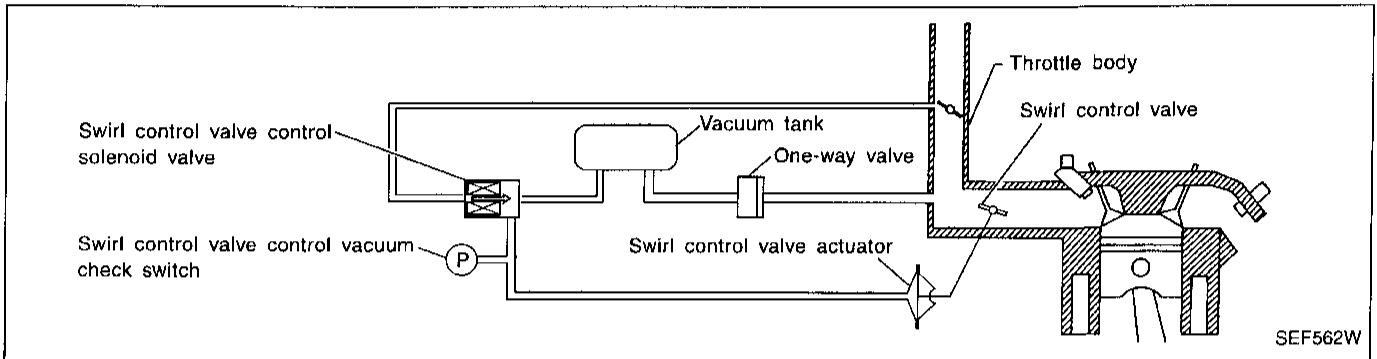 Throttle body
Swirl control valve
Swirl control valve control
solenoid valve
Vacuum tank
One-way valve
Swirl control valve control vacuum
check switch
P
Swirl control valve actuator
SEF562W